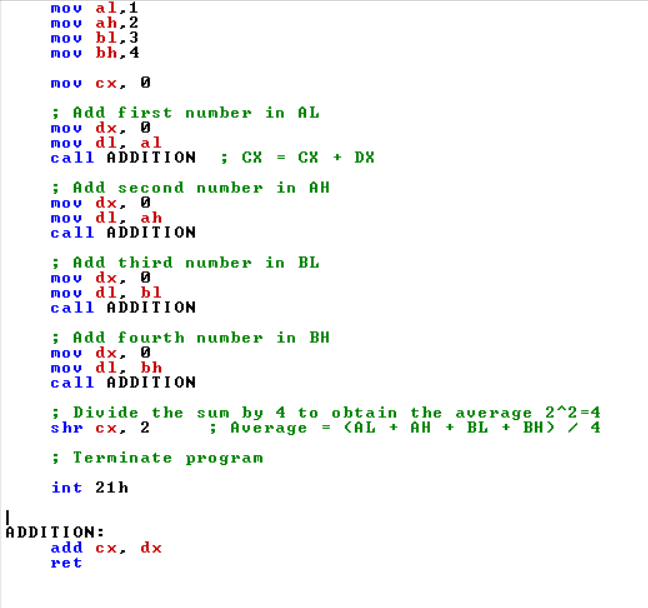 mov al,1
mov ah,2
mov bl,3
mov bh,4
mov cx, 0
; Add first number in AL
mov dx, 0
mov dl, al
call ADDITION ; CX = CX + DX
; Add second number in AH
mov dx, 0
mov dl, ah
call ADDITION
; Add third number in BL
mov dx, 0
mov dl, bl
call ADDITION
; Add fourth number in BH
mov dx, 0
mov dl, bh
call ADDITION
; Divide the sum by 4 to obtain the average 2^2=4
shr cx, 2 ; Average = (AL + AH + BL + BH) / 4
; Terminate program
int 21h
ADDITION:
add cx, dx
ret